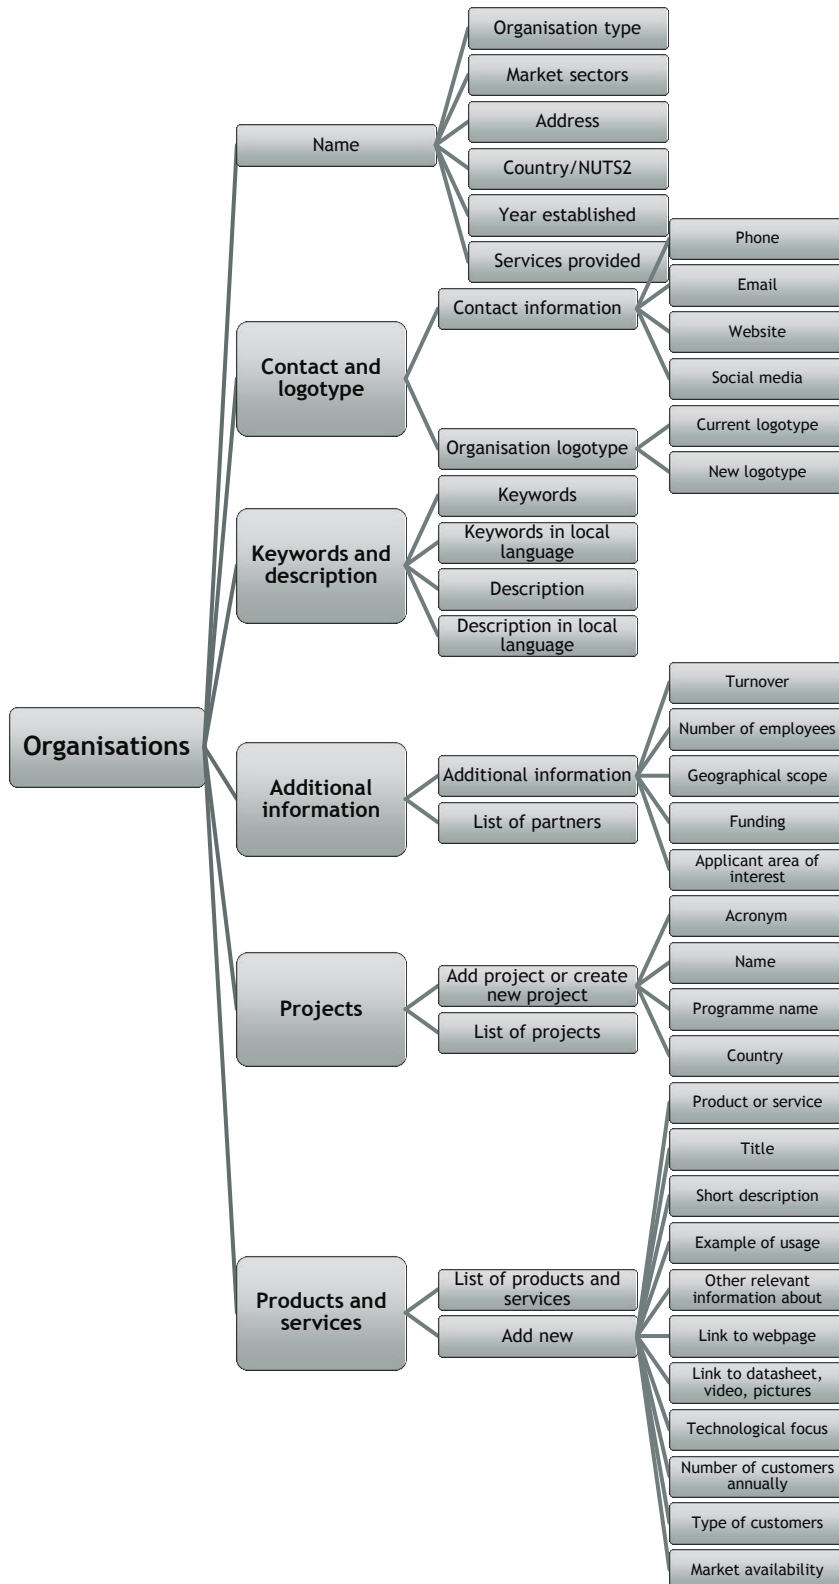 Organisations
Name
Organisation type
Market sectors
Address
Country/NUTS2
Year established
Services provided
Contact and
logotype
Contact information
Phone
Email
Website
Social media
Organisation logotype
Current logotype
New logotype
Keywords and
description
Keywords
Keywords in local
language
Description
Description in local
language
Additional
information
Additional information
Turnover
Number of employees
Geographical scope
Funding
Applicant area of
interest
List of partners
Projects
Add project or create
new project
Acronym
Name
Programme name
Country
List of projects
Products and
services
List of products and
services
Add new
Product or service
Title
Short description
Example of usage
Other relevant
information about
Link to webpage
Link to datasheet,
video, pictures
Technological focus
Number of customers
annually
Type of customers
Market availability